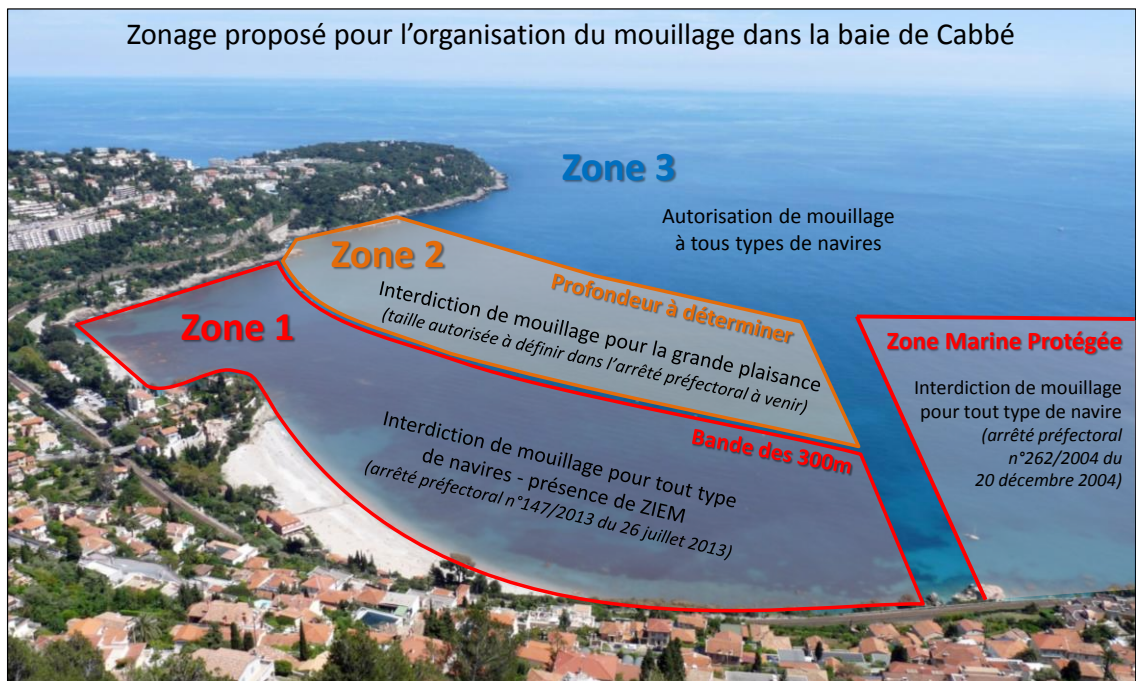 Zonage proposé pour l'organisation du mouillage dans la baie de Cabbé
Zone 3
Autorisation de mouillage
à tous types de navires
Zone 2
Profondeur à déterminer
Interdiction de mouillage pour la grande plaisance
(taille autorisée à définir dans l'arrêté préfectoral à venir)
Zone 1
Bande des 300m
Interdiction de mouillage pour tout type
de navires - présence de ZIEM
(arrêté préfectoral n°147/2013 du 26 juillet 2013)
Zone Marine Protégée
Interdiction de mouillage
pour tout type de navire
(arrêté préfectoral
n°262/2004 du
20 décembre 2004)